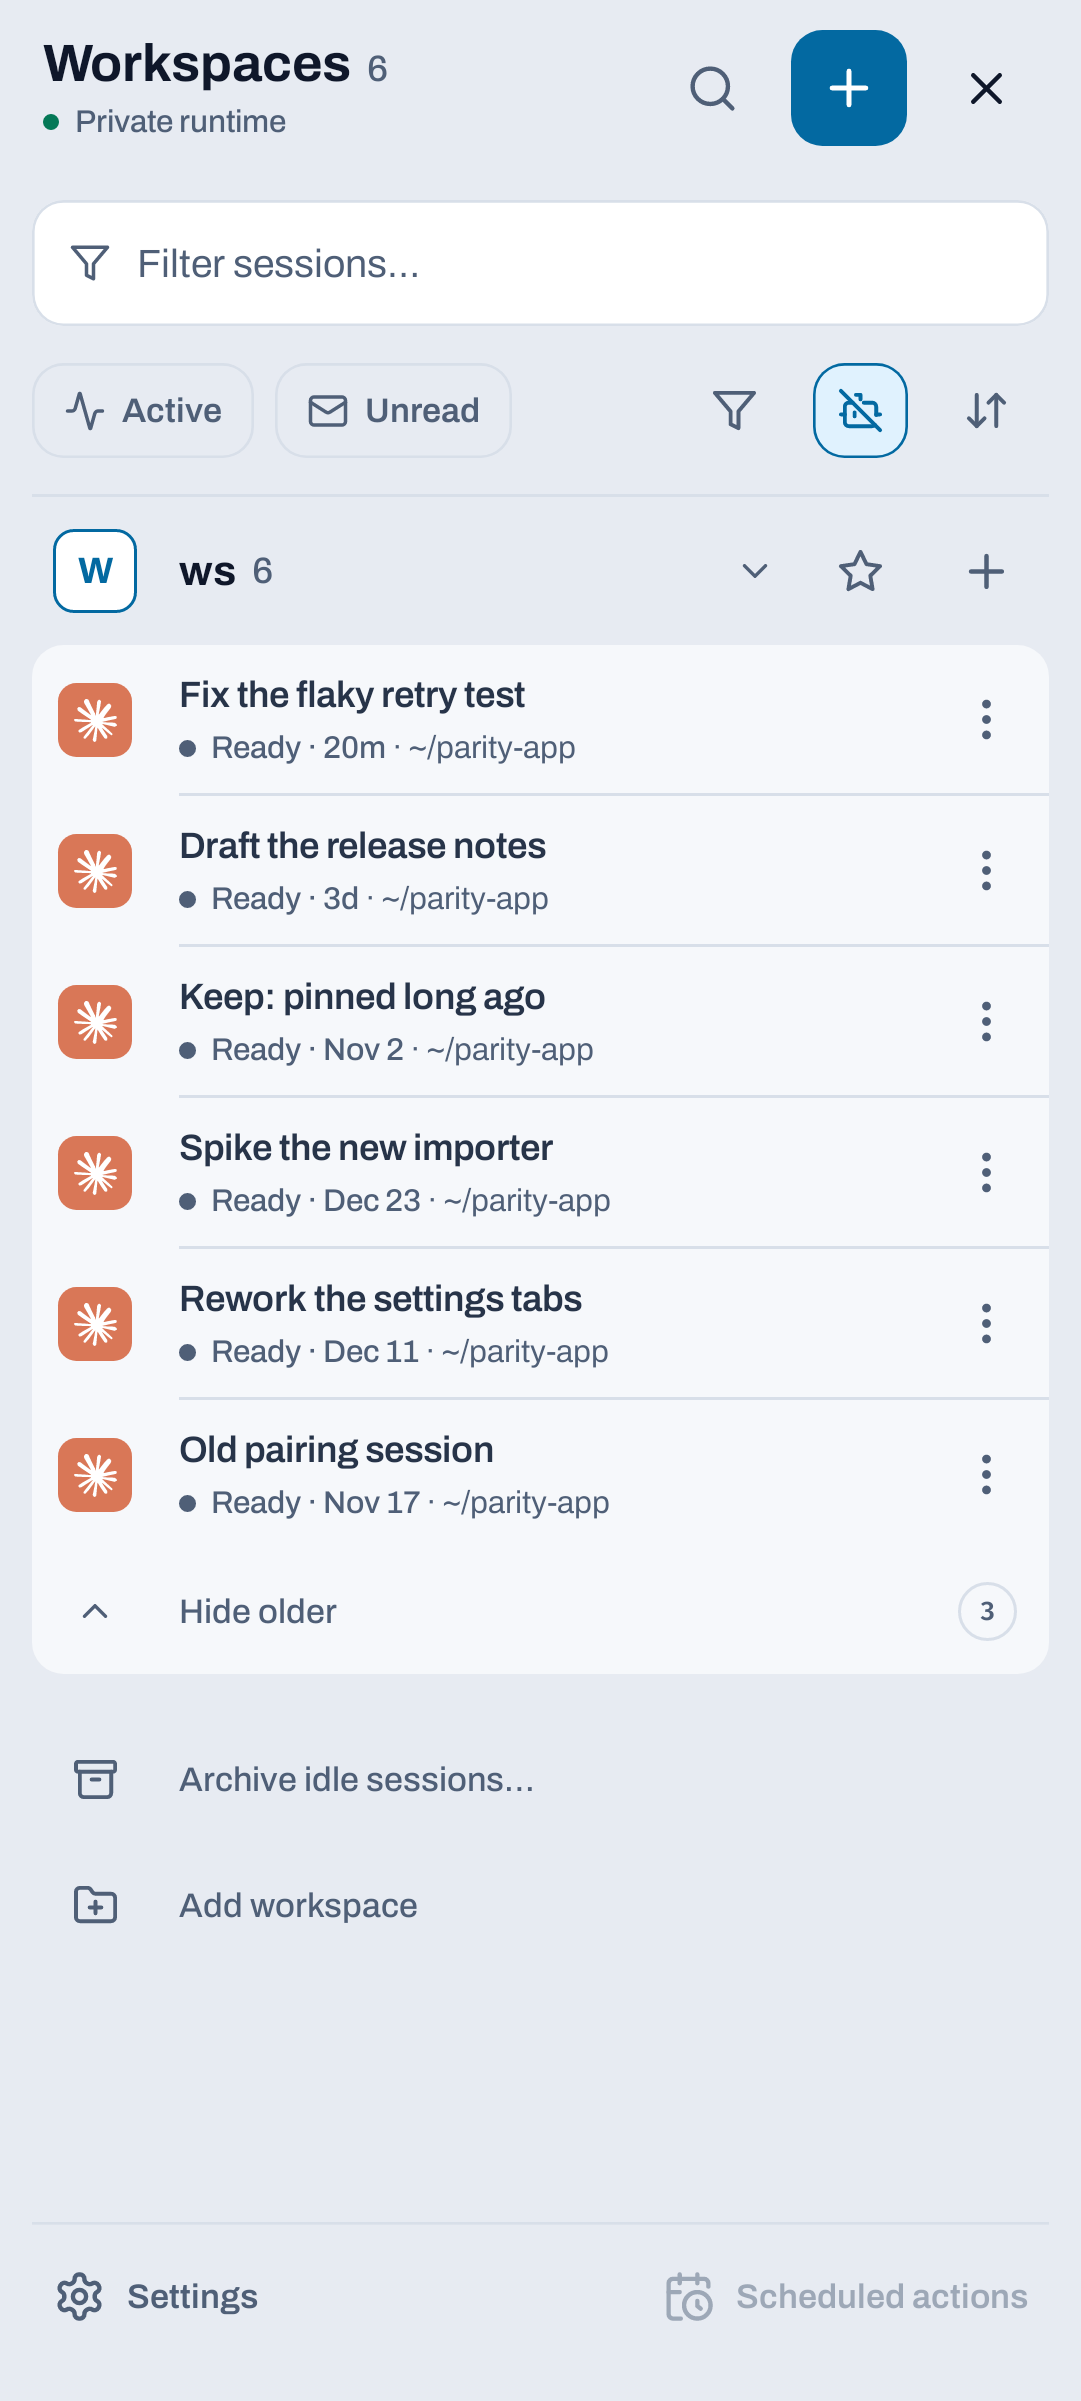 Workspaces 6
Private runtime
Filter sessions...
Active
Unread
W
ws 6
Fix the flaky retry test
Ready · 20m · ~/parity-app
Draft the release notes
Ready · 3d · ~/parity-app
Keep: pinned long ago
Ready · Nov 2 · ~/parity-app
Spike the new importer
Ready · Dec 23 · ~/parity-app
Rework the settings tabs
Ready · Dec 11 · ~/parity-app
Old pairing session
Ready · Nov 17 · ~/parity-app
Hide older 3
Archive idle sessions...
Add workspace
Settings
Scheduled actions